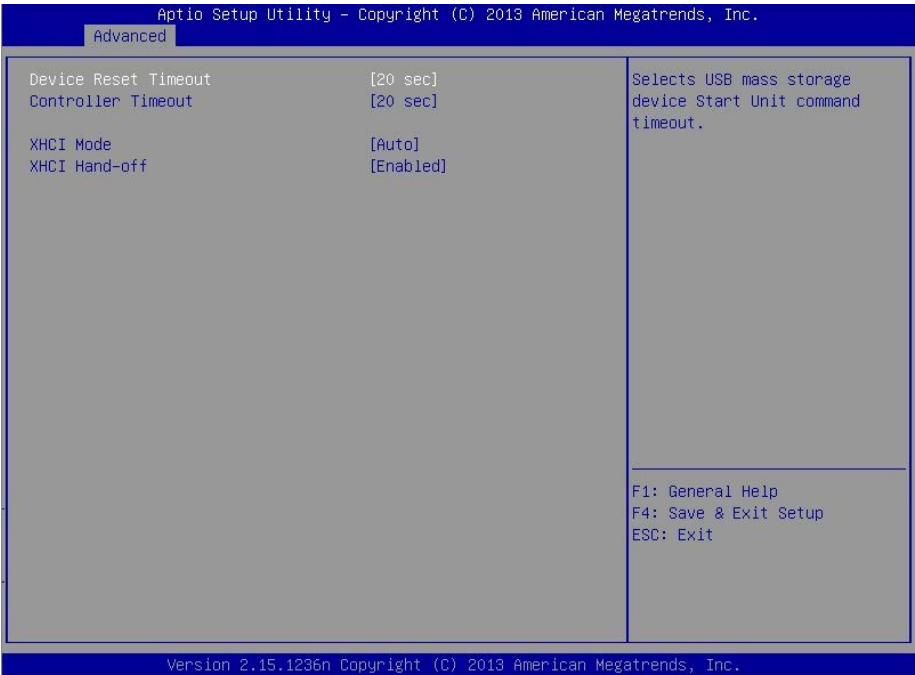 Aptio Setup Utility – Copyright (C) 2013 American Megatrends, Inc.
Advanced
Device Reset Timeout [20 sec]
Controller Timeout [20 sec]
XHCI Mode [Auto]
XHCI Hand-off [Enabled]
Selects USB mass storage
device Start Unit command
timeout.
F1: General Help
F4: Save & Exit Setup
ESC: Exit
Version 2.15.1236n Copyright (C) 2013 American Megatrends, Inc.